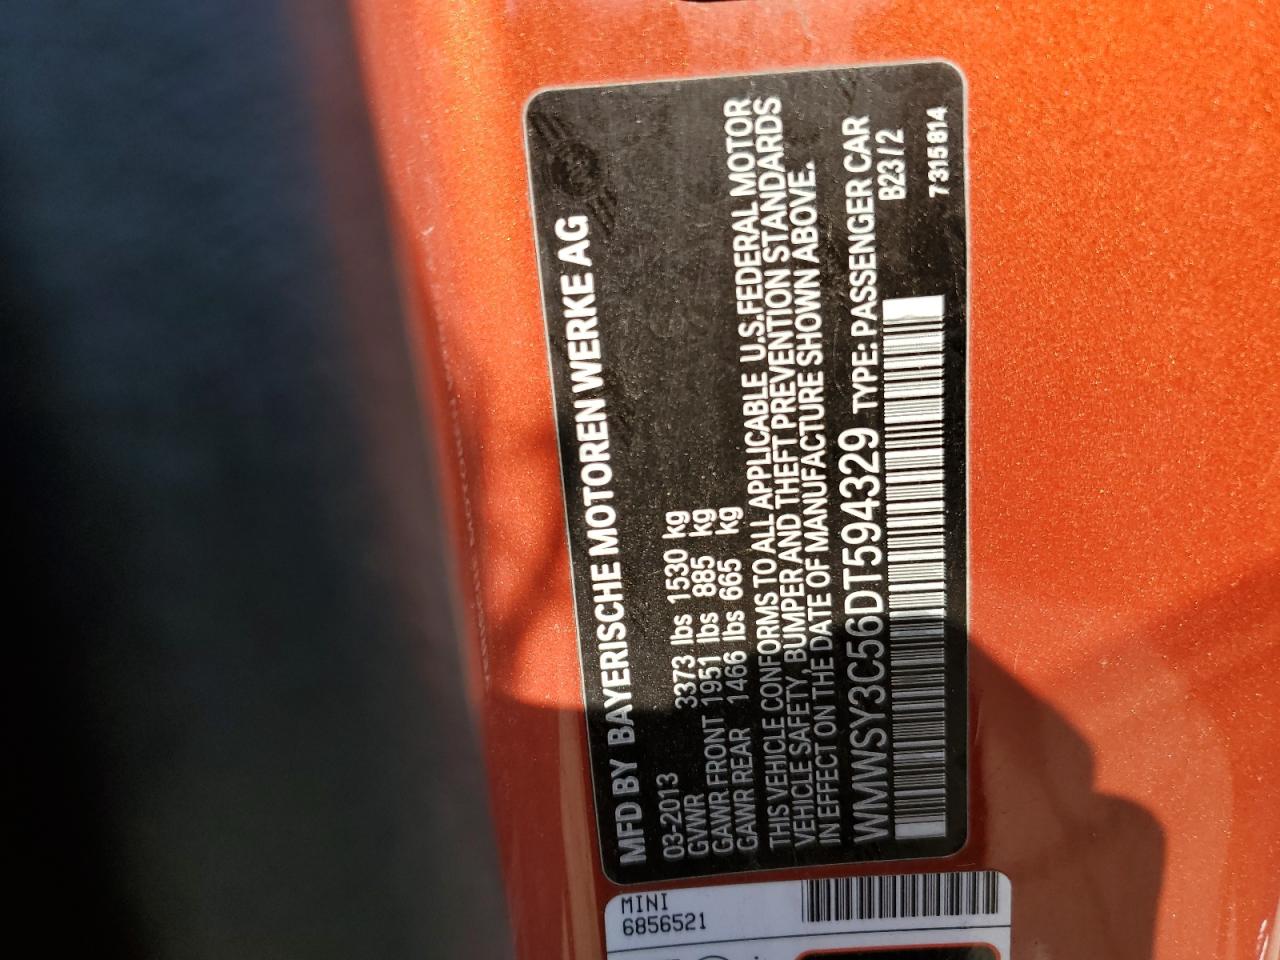 MFD BY BAYERISCHE MOTOREN WERKE AG
03-2013
GVWR 3373 lbs 1530 kg
GAWR FRONT 1951 lbs 885 kg
GAWR REAR 1466 lbs 665 kg
THIS VEHICLE CONFORMS TO ALL APPLICABLE U.S.FEDERAL MOTOR
VEHICLE SAFETY, BUMPER AND THEFT PREVENTION STANDARDS
IN EFFECT ON THE DATE OF MANUFACTURE SHOWN ABOVE.
WMWSY3C56DT594329 TYPE: PASSENGER CAR
B23/2
7315814
MINI
6856521